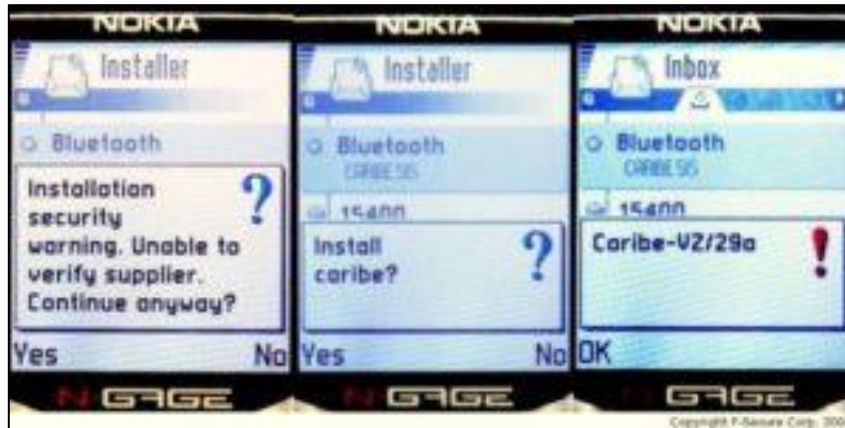 NOKIA
Installer
Bluetooth
Installation
security
warning. Unable to
verify supplier.
Continue anyway?
Yes No
N-GAGE
NOKIA
Installer
Bluetooth
CARIBE.SIS
15400
Install
caribe?
Yes No
N-GAGE
NOKIA
Inbox
Bluetooth
CARIBE.SIS
15400
Caribe-VZ/29a
OK
N-GAGE
Copyright F-Secure Corp.